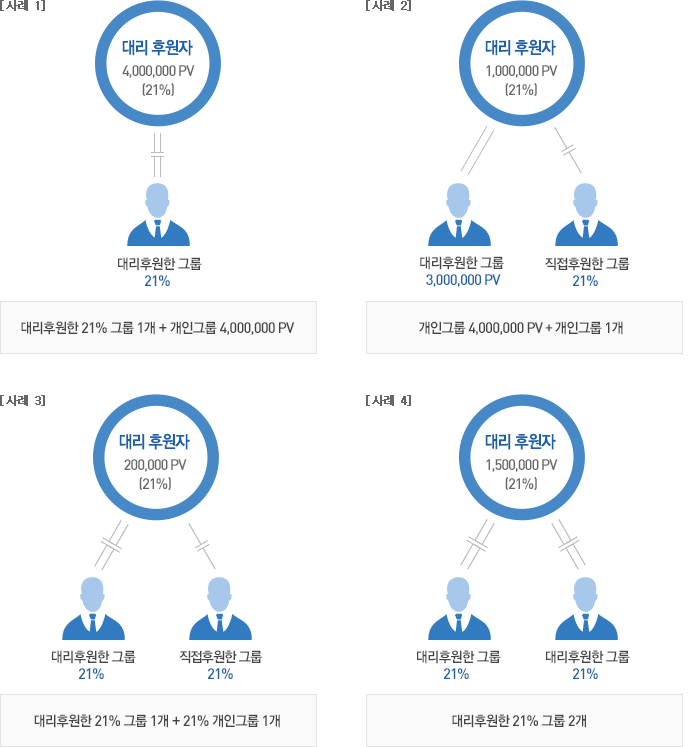 [사례 1]
대리 후원자
4,000,000 PV
(21%)
대리후원한 그룹
21%
대리후원한 21% 그룹 1개 + 개인그룹 4,000,000 PV
[사례 2]
대리 후원자
1,000,000 PV
(21%)
대리후원한 그룹
3,000,000 PV
직접후원한 그룹
21%
개인그룹 4,000,000 PV + 개인그룹 1개
[사례 3]
대리 후원자
200,000 PV
(21%)
대리후원한 그룹
21%
직접후원한 그룹
21%
대리후원한 21% 그룹 1개 + 21% 개인그룹 1개
[사례 4]
대리 후원자
1,500,000 PV
(21%)
대리후원한 그룹
21%
대리후원한 그룹
21%
대리후원한 21% 그룹 2개